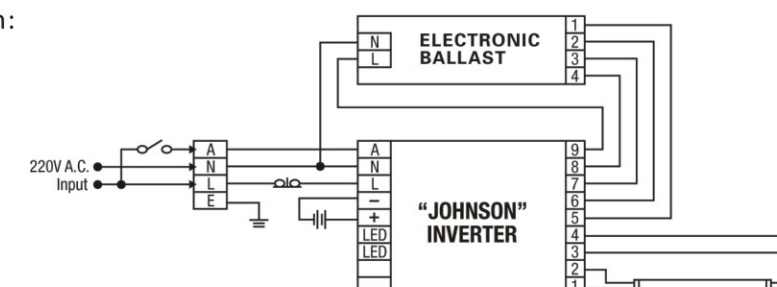 n:
N
L
ELECTRONIC
BALLAST
1
2
3
4
220V A.C.
Input
A
N
L
E
A
N
L
–
+
LED
LED
"JOHNSON"
INVERTER
9
8
7
6
5
4
3
2
1